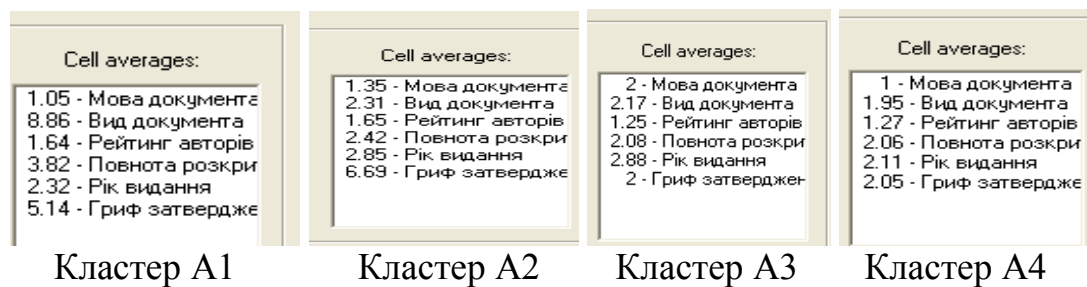 Cell averages:
1.05 - Мова документа
8.86 - Вид документа
1.64 - Рейтинг авторів
3.82 - Повнота розкри
2.32 - Рік видання
5.14 - Гриф затвердже
Кластер А1
Cell averages:
1.35 - Мова документа
2.31 - Вид документа
1.65 - Рейтинг авторів
2.42 - Повнота розкри
2.85 - Рік видання
6.69 - Гриф затвердже
Кластер А2
Cell averages:
2 - Мова документа
2.17 - Вид документа
1.25 - Рейтинг авторів
2.08 - Повнота розкри
2.88 - Рік видання
2 - Гриф затвержден
Кластер А3
Cell averages:
1 - Мова документа
1.95 - Вид документа
1.27 - Рейтинг авторів
2.06 - Повнота розкри
2.11 - Рік видання
2.05 - Гриф затвердже
Кластер А4